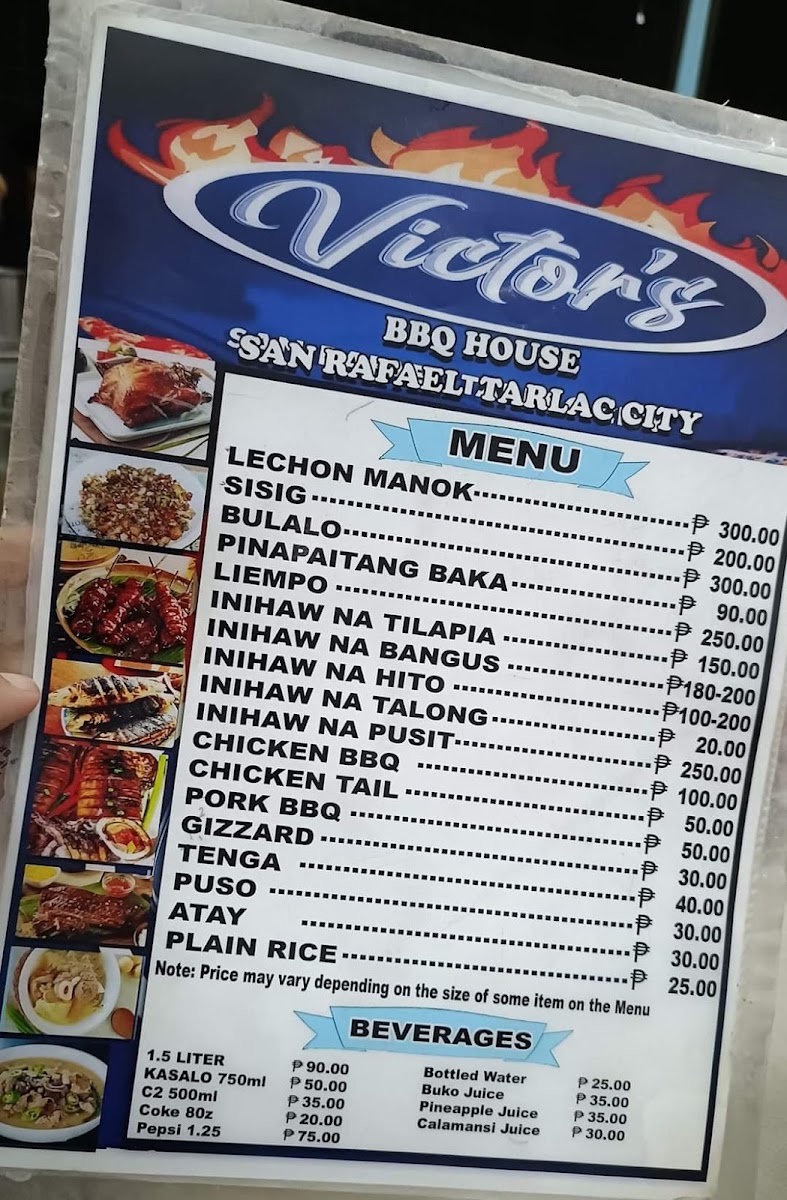 Victor's
BBQ HOUSE
SAN RAFAEL TARLAC CITY
MENU
LECHON MANOK ₱ 300.00
SISIG ₱ 200.00
BULALO ₱ 300.00
PINAPAITANG BAKA ₱ 90.00
LIEMPO ₱ 250.00
INIHAW NA TILAPIA ₱ 150.00
INIHAW NA BANGUS ₱180-200
INIHAW NA HITO ₱100-200
INIHAW NA TALONG ₱ 20.00
INIHAW NA PUSIT ₱ 250.00
CHICKEN BBQ ₱ 100.00
CHICKEN TAIL ₱ 50.00
PORK BBQ ₱ 50.00
GIZZARD ₱ 30.00
TENGA ₱ 40.00
PUSO ₱ 30.00
ATAY ₱ 30.00
PLAIN RICE ₱ 25.00
Note: Price may vary depending on the size of some item on the Menu
BEVERAGES
1.5 LITER ₱ 90.00
KASALO 750ml ₱ 50.00
C2 500ml ₱ 35.00
Coke 80z ₱ 20.00
Pepsi 1.25 ₱ 75.00
Bottled Water ₱ 25.00
Buko Juice ₱ 35.00
Pineapple Juice ₱ 35.00
Calamansi Juice ₱ 30.00